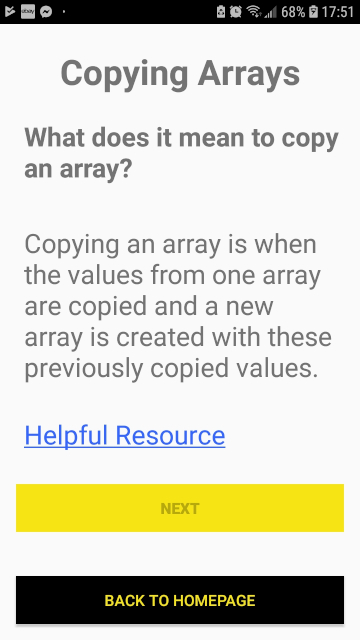 ebay 68% 17:51
Copying Arrays
What does it mean to copy
an array?
Copying an array is when
the values from one array
are copied and a new
array is created with these
previously copied values.
Helpful Resource
NEXT
BACK TO HOMEPAGE